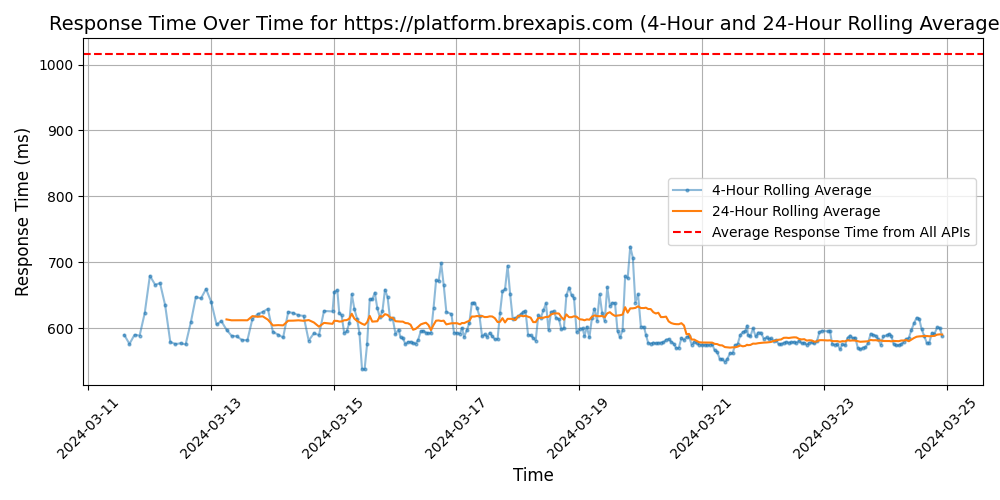 Response Time Over Time for https://platform.brexapis.com (4-Hour and 24-Hour Rolling Average
Response Time (ms)
1000
900
800
700
600
4-Hour Rolling Average
24-Hour Rolling Average
Average Response Time from All APIs
2024-03-11
2024-03-13
2024-03-15
2024-03-17
2024-03-19
2024-03-21
2024-03-23
2024-03-25
Time